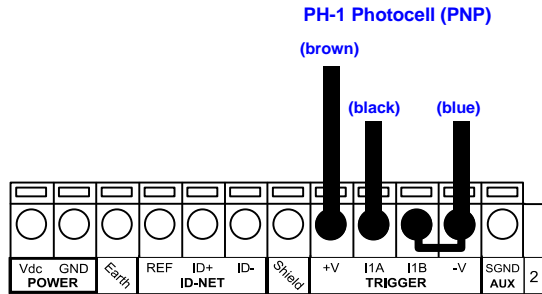 PH-1 Photocell (PNP)
(brown)
(black) (blue)
Vdc GND Earth REF ID+ ID- Shield +V I1A I1B -V SGND 2
POWER ID-NET TRIGGER AUX